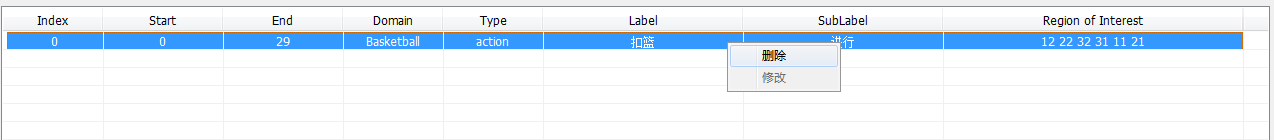 Index Start End Domain Type Label SubLabel Region of Interest
0 0 29 Basketball action 扣篮 进行 12 22 32 31 11 21
删除
修改